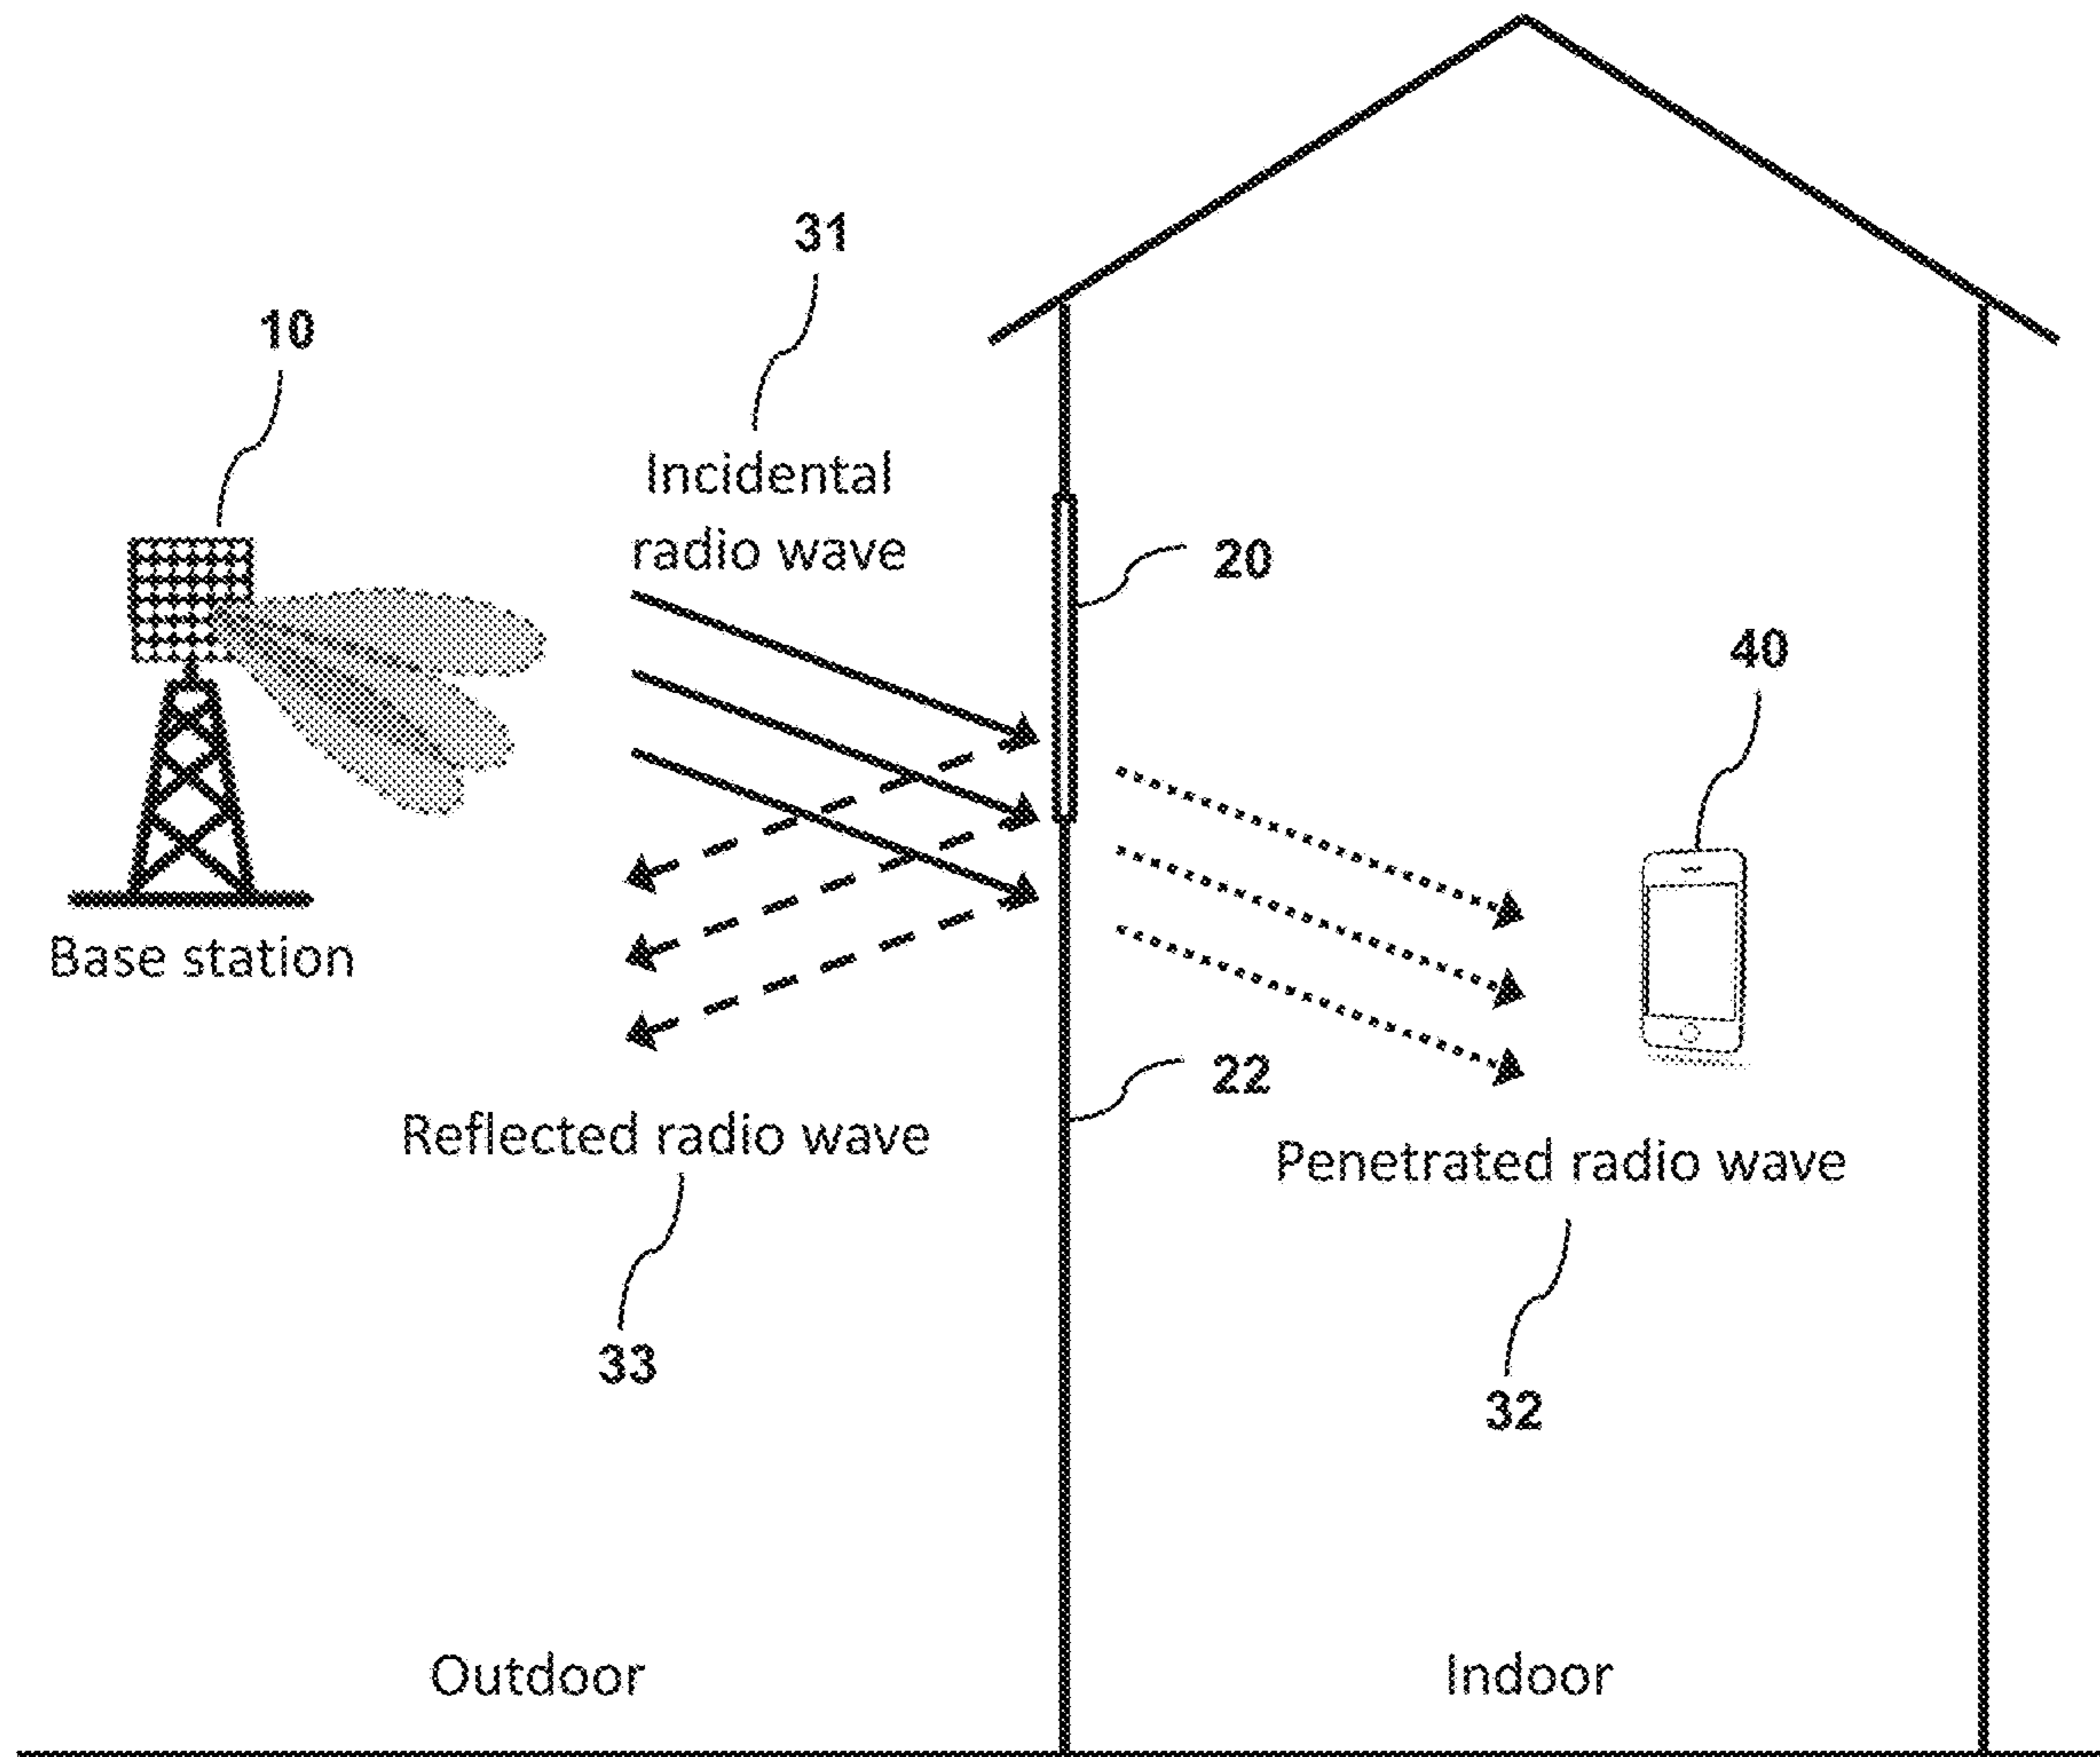 31
10
Incidental
radio wave
20
40
Base station
22
Reflected radio wave
Penetrated radio wave
33
32
Outdoor
Indoor